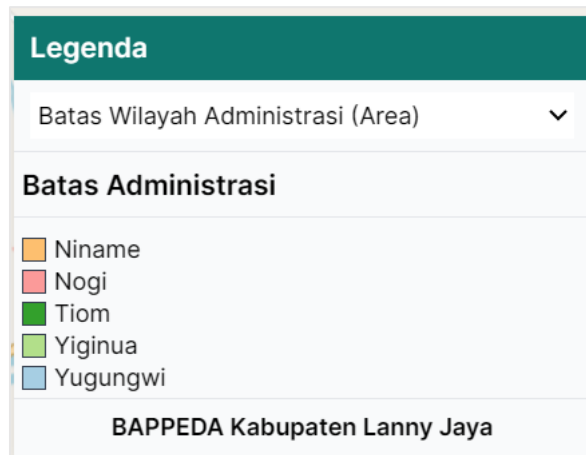 Legenda
Batas Wilayah Administrasi (Area)
Batas Administrasi
Niname
Nogi
Tiom
Yiginua
Yugungwi
BAPPEDA Kabupaten Lanny Jaya